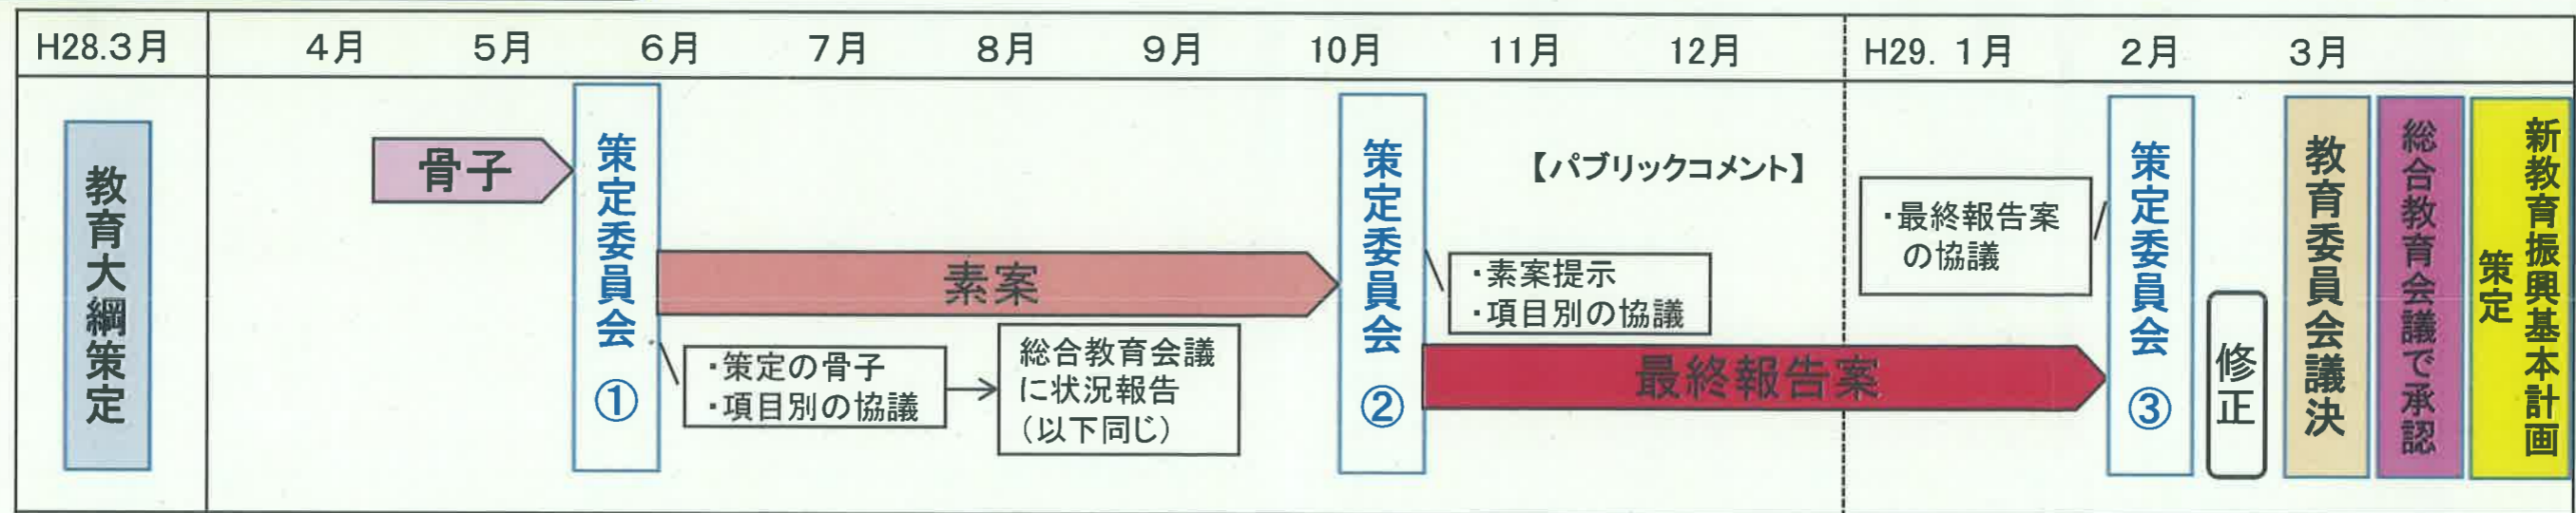 H28.3月 4月 5月 6月 7月 8月 9月 10月 11月 12月 H29. 1月 2月 3月
教育大綱策定
骨子
策定委員会 ①
素案
・策定の骨子
・項目別の協議
総合教育会議
に状況報告
(以下同じ)
策定委員会 ②
【パブリックコメント】
・素案提示
・項目別の協議
最終報告案
・最終報告案
の協議
策定委員会 ③
修正
教育委員会議決
総合教育会議で承認
新教育振興基本計画
策定